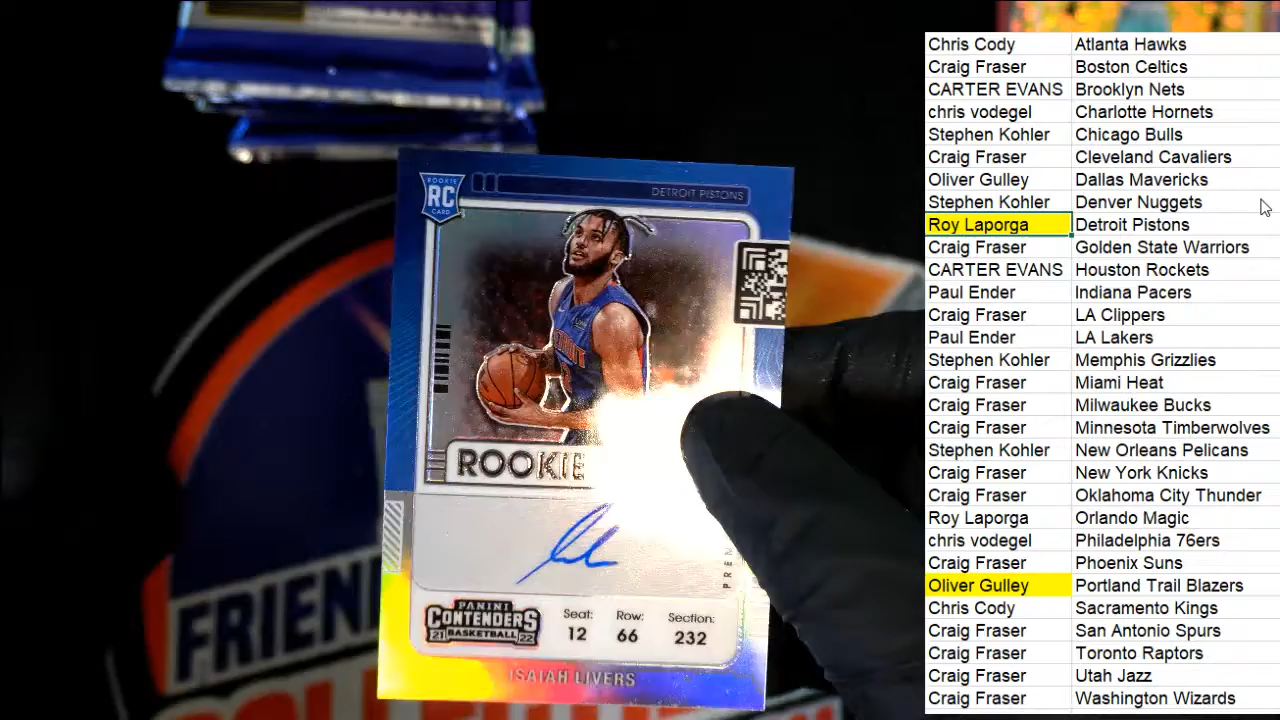 ROOKIE
RC
CARD
DETROIT PISTONS
ROOKIE
PREM
PANINI
CONTENDERS
21 BASKETBALL 22
Seat: Row: Section:
12 66 232
ISAIAH LIVERS
FRIEN
Chris Cody Atlanta Hawks
Craig Fraser Boston Celtics
CARTER EVANS Brooklyn Nets
chris vodegel Charlotte Hornets
Stephen Kohler Chicago Bulls
Craig Fraser Cleveland Cavaliers
Oliver Gulley Dallas Mavericks
Stephen Kohler Denver Nuggets
Roy Laporga Detroit Pistons
Craig Fraser Golden State Warriors
CARTER EVANS Houston Rockets
Paul Ender Indiana Pacers
Craig Fraser LA Clippers
Paul Ender LA Lakers
Stephen Kohler Memphis Grizzlies
Craig Fraser Miami Heat
Craig Fraser Milwaukee Bucks
Craig Fraser Minnesota Timberwolves
Stephen Kohler New Orleans Pelicans
Craig Fraser New York Knicks
Craig Fraser Oklahoma City Thunder
Roy Laporga Orlando Magic
chris vodegel Philadelphia 76ers
Craig Fraser Phoenix Suns
Oliver Gulley Portland Trail Blazers
Chris Cody Sacramento Kings
Craig Fraser San Antonio Spurs
Craig Fraser Toronto Raptors
Craig Fraser Utah Jazz
Craig Fraser Washington Wizards